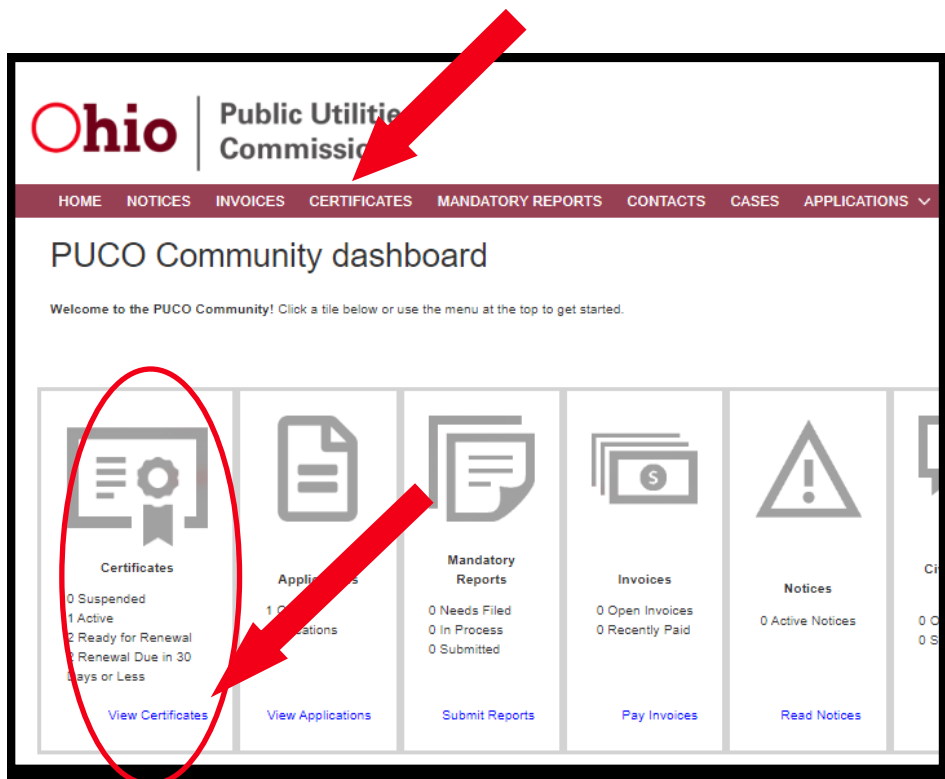 Ohio
Public Utilitie
Commissio
HOME NOTICES INVOICES CERTIFICATES MANDATORY REPORTS CONTACTS CASES APPLICATIONS
PUCO Community dashboard
Welcome to the PUCO Community! Click a tile below or use the menu at the top to get started.
Certificates
0 Suspended
1 Active
2 Ready for Renewal
2 Renewal Due in 30
Days or Less
View Certificates
1
View Applications
Mandatory
Reports
0 Needs Filed
0 In Process
0 Submitted
Submit Reports
$
Invoices
0 Open Invoices
0 Recently Paid
Pay Invoices
Notices
0 Active Notices
Read Notices
Ci
0 O
0 S